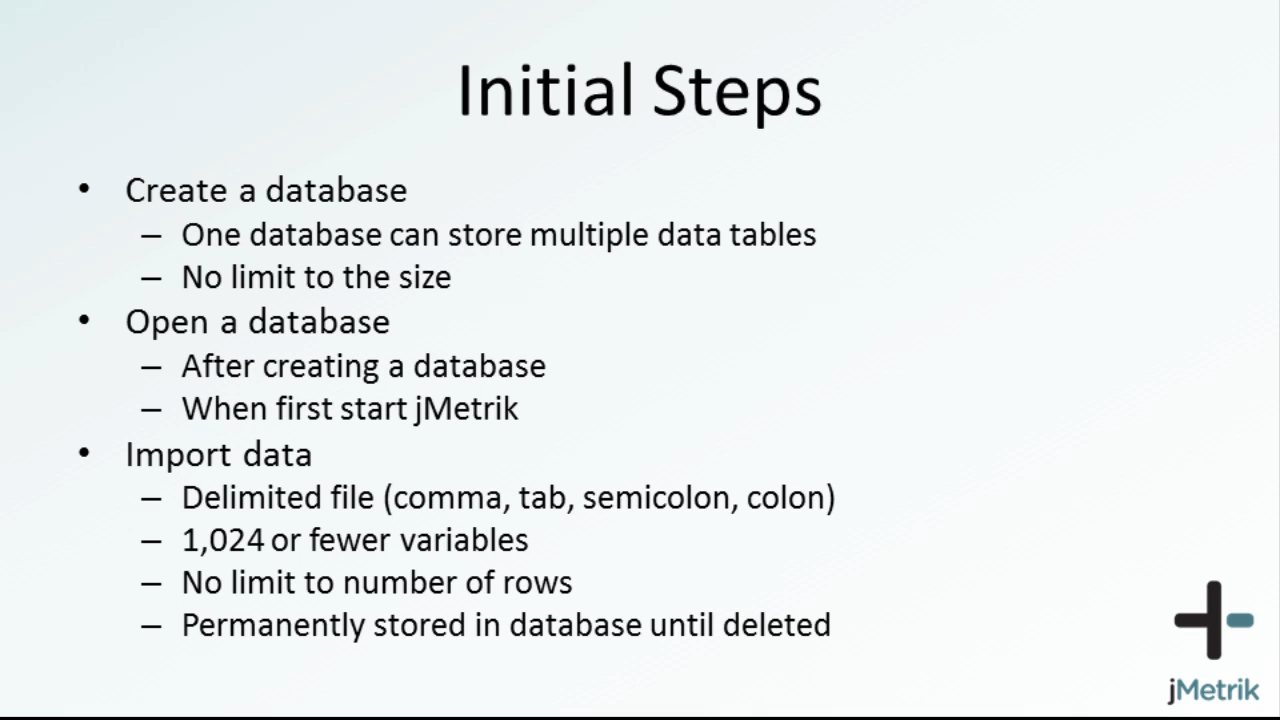 Initial Steps
• Create a database
– One database can store multiple data tables
– No limit to the size
• Open a database
– After creating a database
– When first start jMetrik
• Import data
– Delimited file (comma, tab, semicolon, colon)
– 1,024 or fewer variables
– No limit to number of rows
– Permanently stored in database until deleted
jMetrik